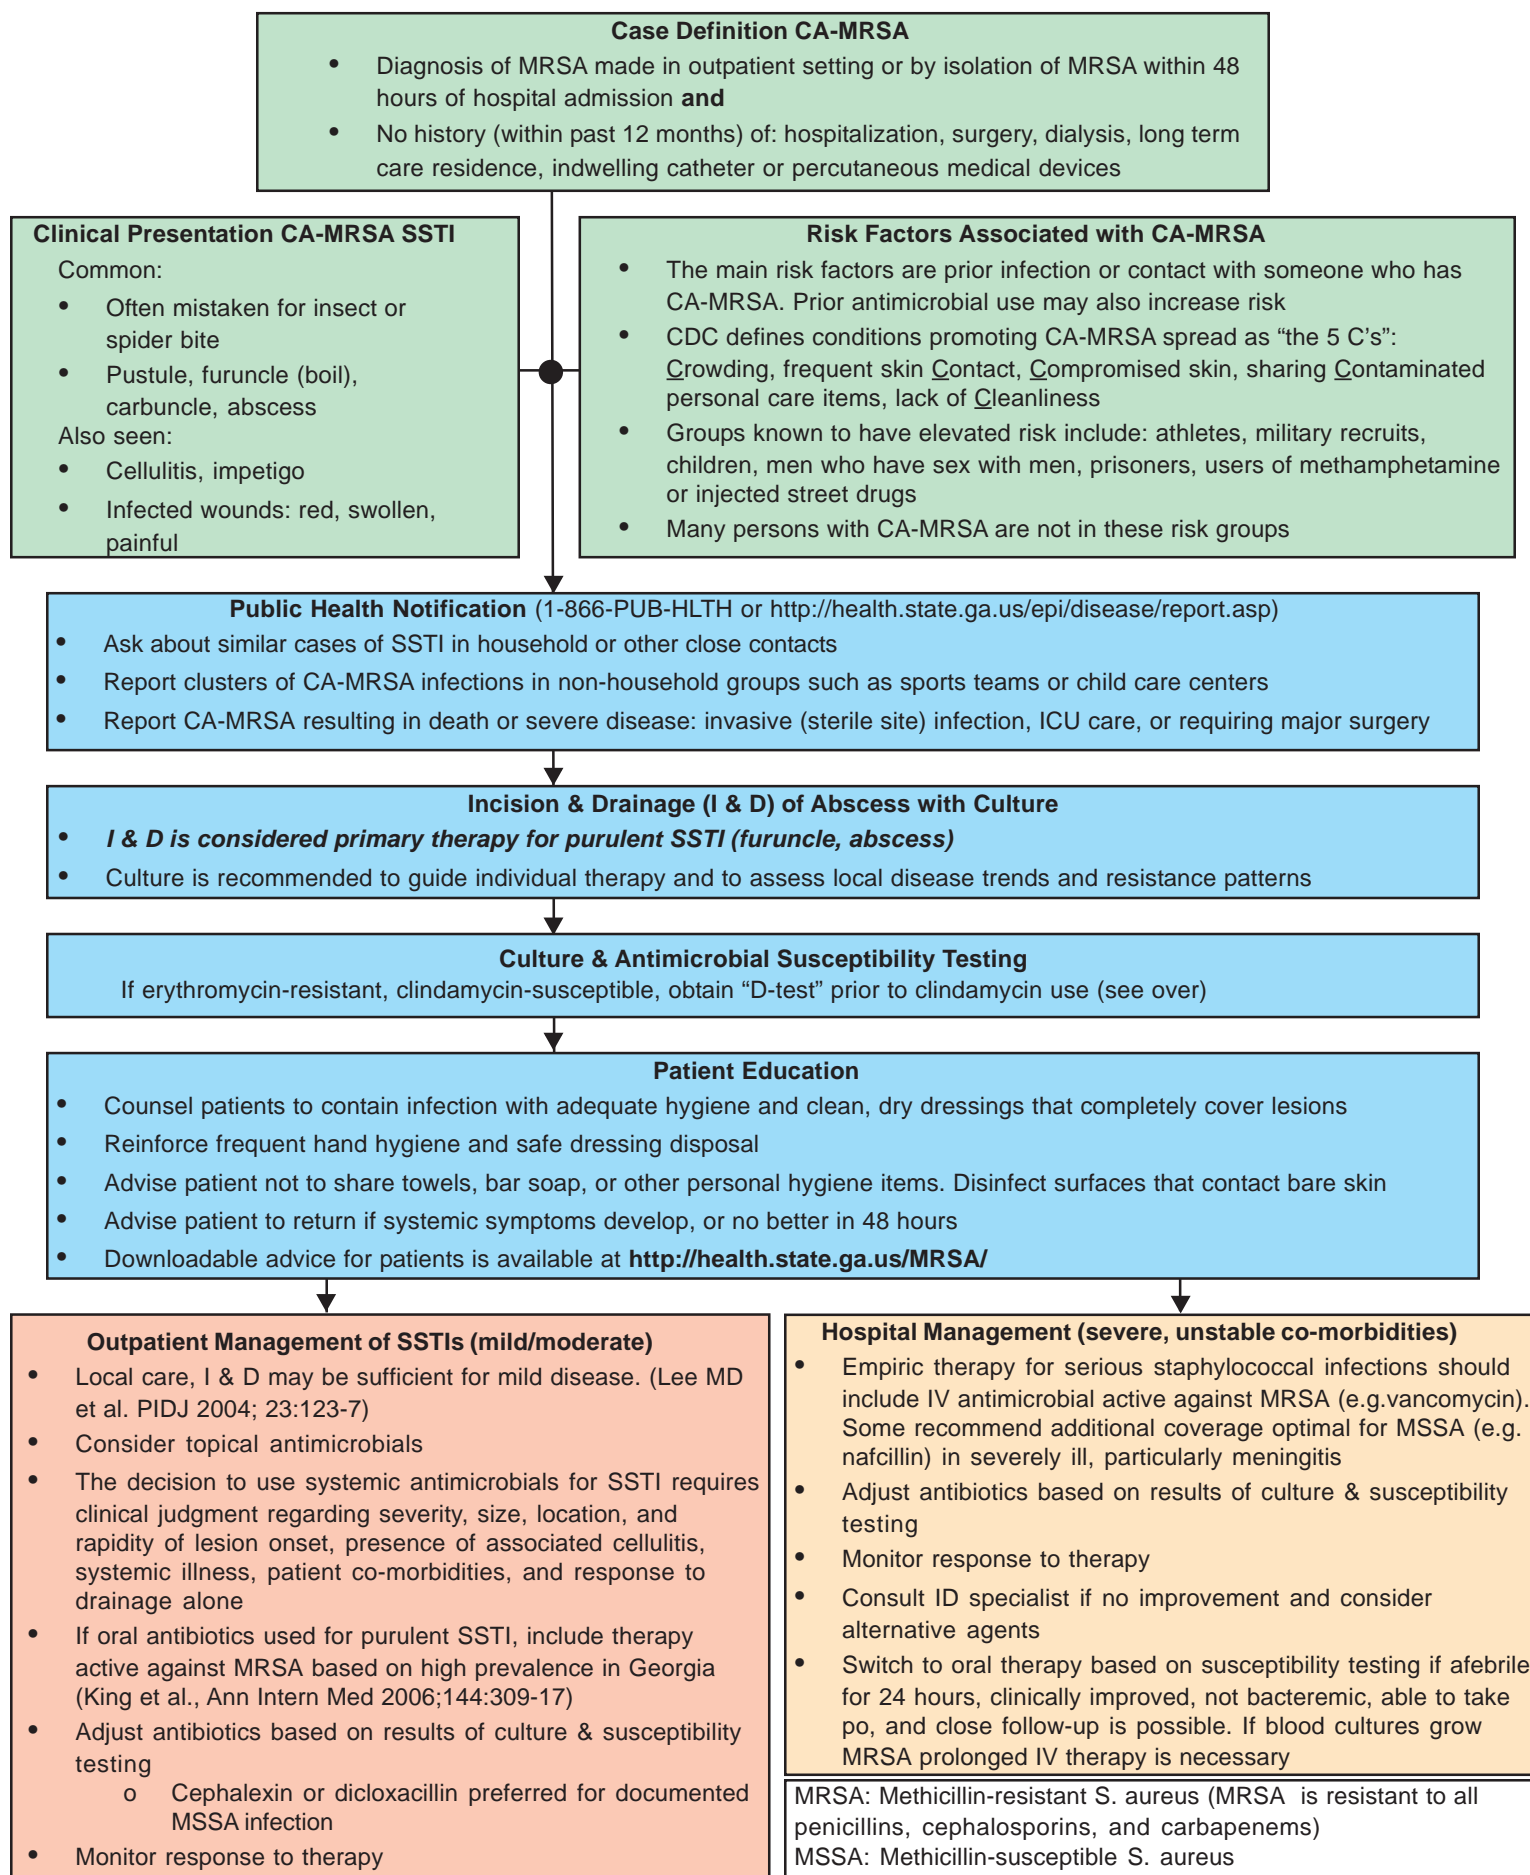 Case Definition CA-MRSA
• Diagnosis of MRSA made in outpatient setting or by isolation of MRSA within 48
hours of hospital admission and
• No history (within past 12 months) of: hospitalization, surgery, dialysis, long term
care residence, indwelling catheter or percutaneous medical devices
Clinical Presentation CA-MRSA SSTI
Common:
• Often mistaken for insect or
spider bite
• Pustule, furuncle (boil),
carbuncle, abscess
Also seen:
• Cellulitis, impetigo
• Infected wounds: red, swollen,
painful
Risk Factors Associated with CA-MRSA
• The main risk factors are prior infection or contact with someone who has
CA-MRSA. Prior antimicrobial use may also increase risk
• CDC defines conditions promoting CA-MRSA spread as “the 5 C’s”:
Crowding, frequent skin Contact, Compromised skin, sharing Contaminated
personal care items, lack of Cleanliness
• Groups known to have elevated risk include: athletes, military recruits,
children, men who have sex with men, prisoners, users of methamphetamine
or injected street drugs
• Many persons with CA-MRSA are not in these risk groups
Public Health Notification (1-866-PUB-HLTH or http://health.state.ga.us/epi/disease/report.asp)
• Ask about similar cases of SSTI in household or other close contacts
• Report clusters of CA-MRSA infections in non-household groups such as sports teams or child care centers
• Report CA-MRSA resulting in death or severe disease: invasive (sterile site) infection, ICU care, or requiring major surgery
Incision & Drainage (I & D) of Abscess with Culture
• I & D is considered primary therapy for purulent SSTI (furuncle, abscess)
• Culture is recommended to guide individual therapy and to assess local disease trends and resistance patterns
Culture & Antimicrobial Susceptibility Testing
If erythromycin-resistant, clindamycin-susceptible, obtain “D-test” prior to clindamycin use (see over)
Patient Education
• Counsel patients to contain infection with adequate hygiene and clean, dry dressings that completely cover lesions
• Reinforce frequent hand hygiene and safe dressing disposal
• Advise patient not to share towels, bar soap, or other personal hygiene items. Disinfect surfaces that contact bare skin
• Advise patient to return if systemic symptoms develop, or no better in 48 hours
• Downloadable advice for patients is available at http://health.state.ga.us/MRSA/
Outpatient Management of SSTIs (mild/moderate)
• Local care, I & D may be sufficient for mild disease. (Lee MD
et al. PIDJ 2004; 23:123-7)
• Consider topical antimicrobials
• The decision to use systemic antimicrobials for SSTI requires
clinical judgment regarding severity, size, location, and
rapidity of lesion onset, presence of associated cellulitis,
systemic illness, patient co-morbidities, and response to
drainage alone
• If oral antibiotics used for purulent SSTI, include therapy
active against MRSA based on high prevalence in Georgia
(King et al., Ann Intern Med 2006;144:309-17)
• Adjust antibiotics based on results of culture & susceptibility
testing
o Cephalexin or dicloxacillin preferred for documented
MSSA infection
• Monitor response to therapy
Hospital Management (severe, unstable co-morbidities)
• Empiric therapy for serious staphylococcal infections should
include IV antimicrobial active against MRSA (e.g.vancomycin).
Some recommend additional coverage optimal for MSSA (e.g.
nafcillin) in severely ill, particularly meningitis
• Adjust antibiotics based on results of culture & susceptibility
testing
• Monitor response to therapy
• Consult ID specialist if no improvement and consider
alternative agents
• Switch to oral therapy based on susceptibility testing if afebrile
for 24 hours, clinically improved, not bacteremic, able to take
po, and close follow-up is possible. If blood cultures grow
MRSA prolonged IV therapy is necessary
MRSA: Methicillin-resistant S. aureus (MRSA is resistant to all
penicillins, cephalosporins, and carbapenems)
MSSA: Methicillin-susceptible S. aureus